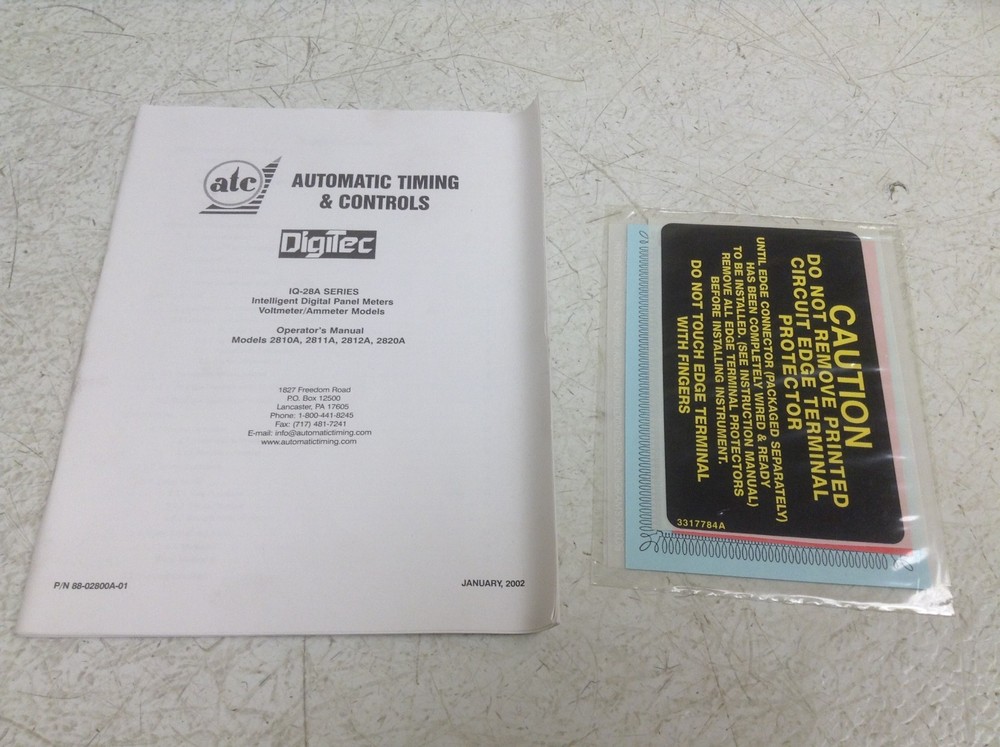 atc
AUTOMATIC TIMING
& CONTROLS
DigiTec
IQ-28A SERIES
Intelligent Digital Panel Meters
Voltmeter/Ammeter Models
Operator's Manual
Models 2810A, 2811A, 2812A, 2820A
1827 Freedom Road
P.O. Box 12500
Lancaster, PA 17605
Phone: 1-800-441-8245
Fax: (717) 481-7241
E-mail: info@automatictiming.com
www.automatictiming.com
P/N 88-02800A-01
JANUARY, 2002
CAUTION
DO NOT REMOVE PRINTED
CIRCUIT EDGE TERMINAL
PROTECTOR
UNTIL EDGE CONNECTOR (PACKAGED SEPARATELY)
HAS BEEN COMPLETELY WIRED & READY
TO BE INSTALLED. (SEE INSTRUCTION MANUAL)
REMOVE ALL EDGE TERMINAL PROTECTORS
BEFORE INSTALLING INSTRUMENT.
DO NOT TOUCH EDGE TERMINAL
WITH FINGERS
3317784A